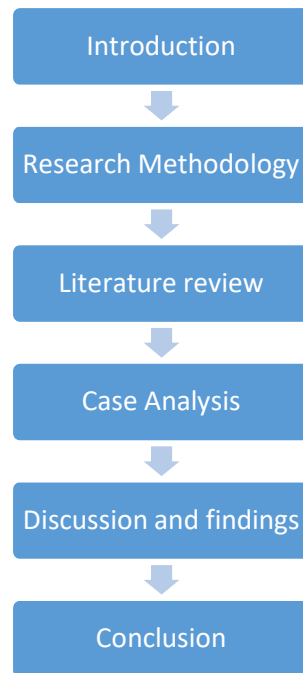 Introduction
Research Methodology
Literature review
Case Analysis
Discussion and findings
Conclusion